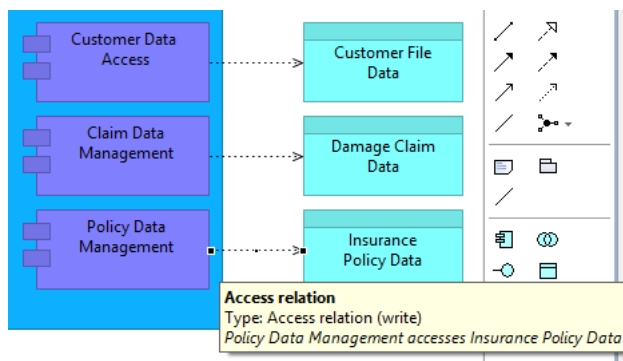 Customer Data
Access
Customer File
Data
Claim Data
Management
Damage Claim
Data
Policy Data
Management
Insurance
Policy Data
Access relation
Type: Access relation (write)
Policy Data Management accesses Insurance Policy Data